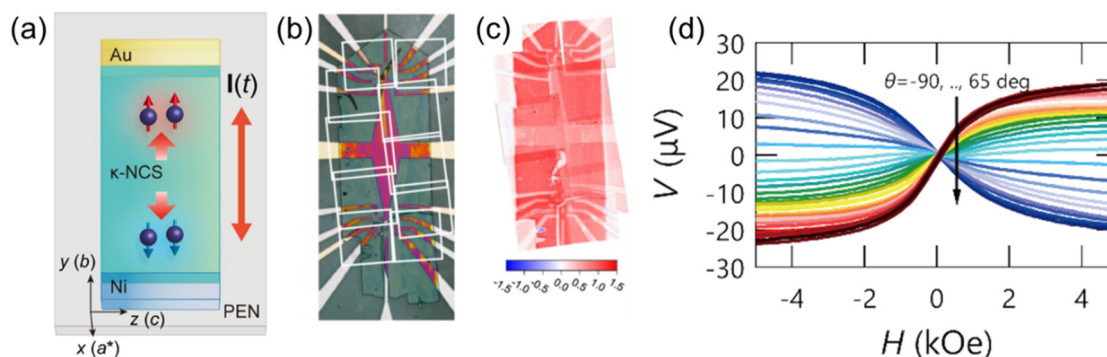 (a)
Au
I(t)
κ-NCS
Ni
PEN
y (b)
z (c)
x (a*)
(b)
(c)
-1.5
-1.0
-0.5
0.0
0.5
1.0
1.5
(d)
30
20
10
0
-10
-20
-30
V (μV)
θ=-90, .., 65 deg
-4 -2 0 2 4
H (kOe)